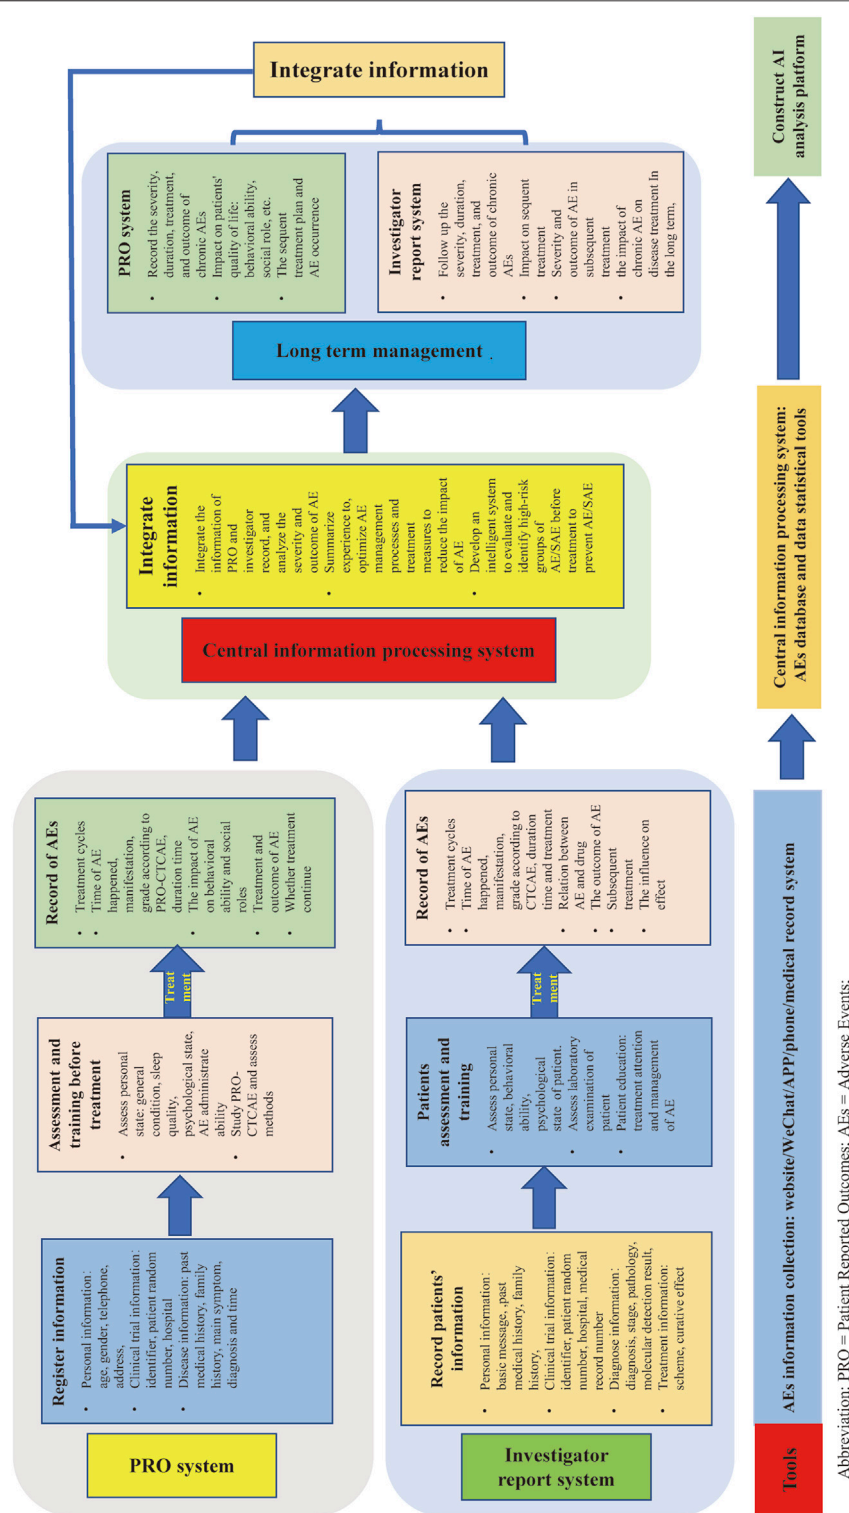 PRO system
Register information
• Personal information:
age, gender, telephone,
address,
• Clinical trial information:
identifier, patient random
number, hospital
• Disease information: past
medical history, family
history, main symptom,
diagnosis and time
Assessment and
training before
treatment
• Assess personal
state: general
condition, sleep
quality,
psychological state,
AE administrate
ability
• Study PRO-
CTCAE and assess
methods
Treat
ment
Record of AEs
• Treatment cycles
• Time of AE
happened,
manifestation,
grade according to
PRO-CTCAE,
duration time
• The impact of AE
on behavioral
ability and social
roles
• Treatment and
outcome of AE
• Whether treatment
continue
Investigator
report system
Record patients’
information
• Personal information:
basic message, ,past
medical history, family
history,
• Clinical trial information:
identifier, patient random
number, hospital, medical
record number
• Diagnose information:
diagnosis, stage, pathology,
molecular detection result,
• Treatment information:
scheme, curative effect
Patients
assessment and
training
• Assess personal
state, behavioral
ability,
psychological
state of patient.
• Assess laboratory
examination of
patient
• Patient education:
treatment attention
and management
of AE
Treat
ment
Record of AEs
• Treatment cycles
• Time of AE
happened,
manifestation,
grade according to
CTCAE, duration
time and treatment
• Relation between
AE and drug
• The outcome of AE
• Subsequent
treatment
• The influence on
effect
Central information processing system
Integrate
information
• Integrate the
information of
PRO and
investigator
record, and
analyze the
severity and
outcome of AE
• Summarize
experience to,
optimize AE
management
processes and
treatment
measures to
reduce the impact
of AE
• Develop an
intelligent system
to evaluate and
identify high-risk
groups of
AE/SAE before
treatment to
prevent AE/SAE
Long term management .
PRO system
• Record the severity,
duration, treatment,
and outcome of
chronic AEs
• Impact on patients'
quality of life:
behavioral ability,
social role, etc.
• The sequent
treatment plan and
AE occurrence
Investigator
report system
• Follow up the
severity, duration,
treatment, and
outcome of chronic
AEs
• Impact on sequent
treatment
• Severity and
outcome of AE in
subsequent
treatment
• the impact of
chronic AE on
disease treatment In
the long term.
Integrate information
Tools
AEs information collection: website/WeChat/APP/phone/medical record system
Central information processing system:
AEs database and data statistical tools
Construct AI
analysis platform
Abbreviation: PRO = Patient Reported Outcomes; AEs = Adverse Events;